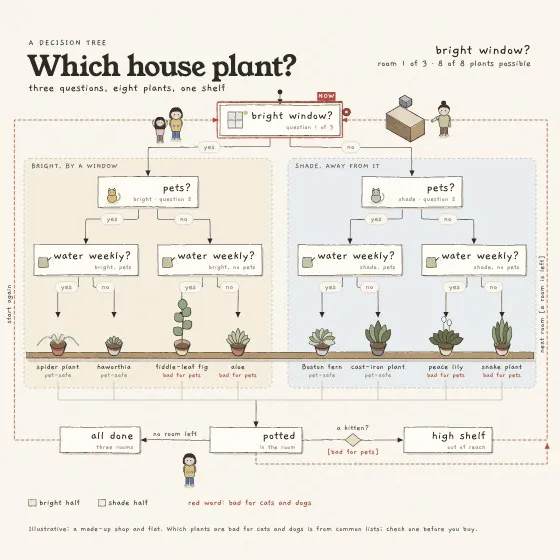 A DECISION TREE
Which house plant?
three questions, eight plants, one shelf
bright window?
room 1 of 3 · 8 of 8 plants possible
NOW
bright window?
question 1 of 3
yes
no
BRIGHT, BY A WINDOW
SHADE, AWAY FROM IT
pets?
bright · question 2
pets?
shade · question 2
yes
no
yes
no
water weekly?
bright, pets
water weekly?
bright, no pets
water weekly?
shade, pets
water weekly?
shade, no pets
yes
no
yes
no
yes
no
yes
no
start again
next room [a room is left]
spider plant
pet-safe
haworthia
pet-safe
fiddle-leaf fig
bad for pets
aloe
bad for pets
Boston fern
pet-safe
cast-iron plant
pet-safe
peace lily
bad for pets
snake plant
bad for pets
all done
three rooms
no room left
potted
in the room
a kitten?
[bad for pets]
high shelf
out of reach
bright half
shade half
red word: bad for cats and dogs
Illustrative: a made-up shop and flat. Which plants are bad for cats and dogs is from common lists; check one before you buy.